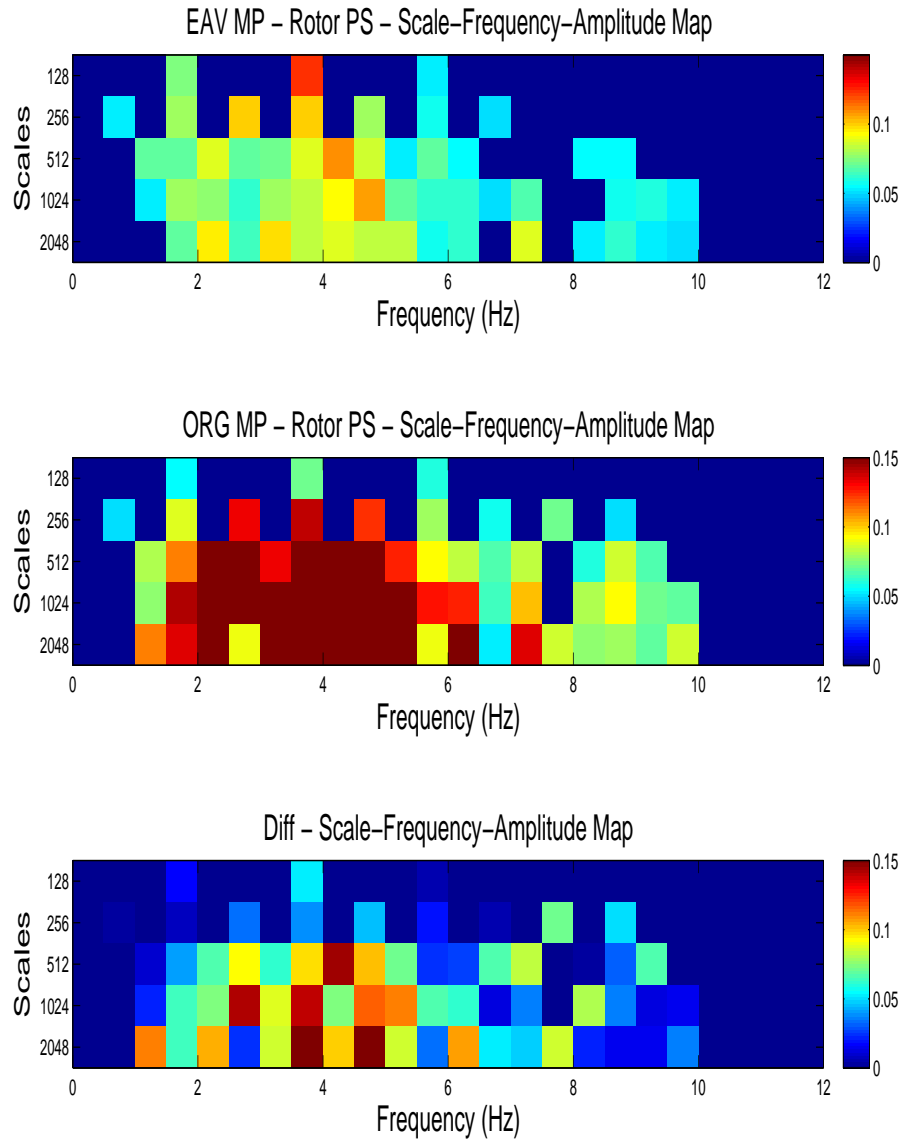 EAV MP – Rotor PS – Scale–Frequency–Amplitude Map
Scales
128
256
512
1024
2048
0 2 4 6 8 10 12
Frequency (Hz)
0.1
0.05
0
ORG MP – Rotor PS – Scale–Frequency–Amplitude Map
Scales
128
256
512
1024
2048
0 2 4 6 8 10 12
Frequency (Hz)
0.15
0.1
0.05
0
Diff – Scale–Frequency–Amplitude Map
Scales
128
256
512
1024
2048
0 2 4 6 8 10 12
Frequency (Hz)
0.15
0.1
0.05
0